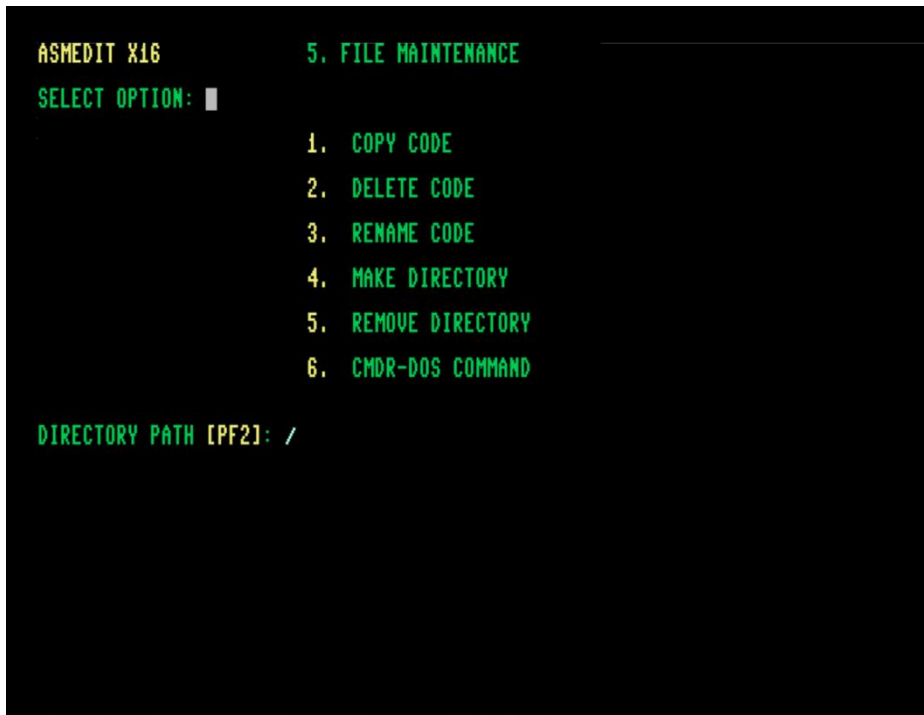 ASMEDIT X16 5. FILE MAINTENANCE
SELECT OPTION:
1. COPY CODE
2. DELETE CODE
3. RENAME CODE
4. MAKE DIRECTORY
5. REMOVE DIRECTORY
6. CMDR-DOS COMMAND
DIRECTORY PATH [PF2]: /